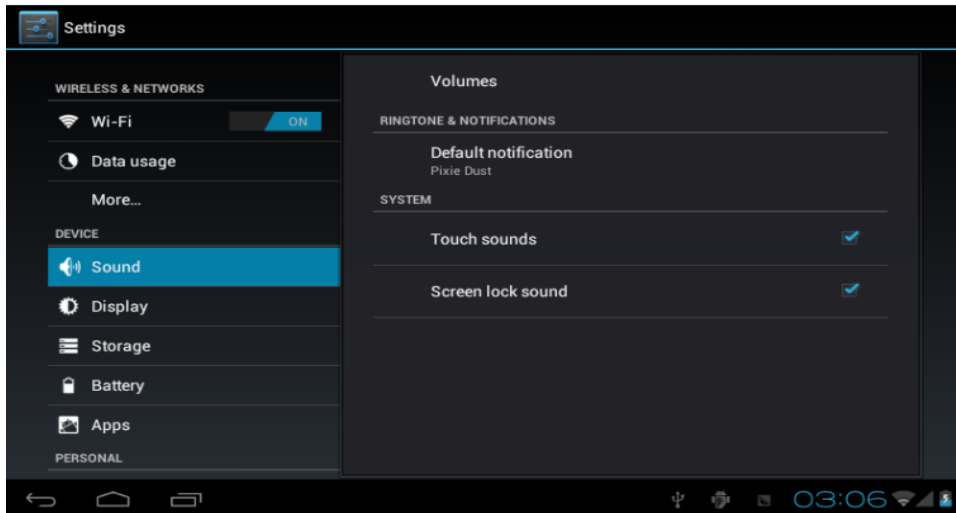 Settings
WIRELESS & NETWORKS
Wi-Fi
ON
Data usage
More...
DEVICE
Sound
Display
Storage
Battery
Apps
PERSONAL
Volumes
RINGTONE & NOTIFICATIONS
Default notification
Pixie Dust
SYSTEM
Touch sounds
Screen lock sound
03:06